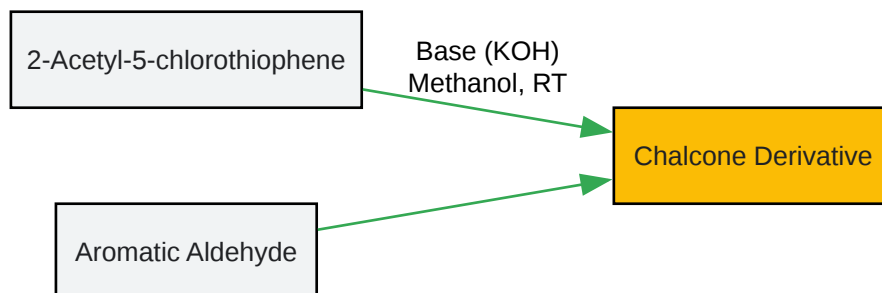 2-Acetyl-5-chlorothiophene
Base (KOH)
Methanol, RT
Chalcone Derivative
Aromatic Aldehyde